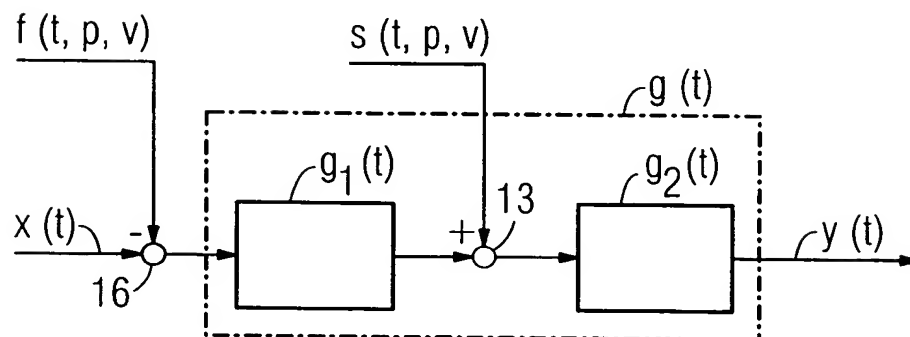 f (t, p, v)
s (t, p, v)
g (t)
g1 (t)
g2 (t)
x (t)
-
+
13
16
y (t)